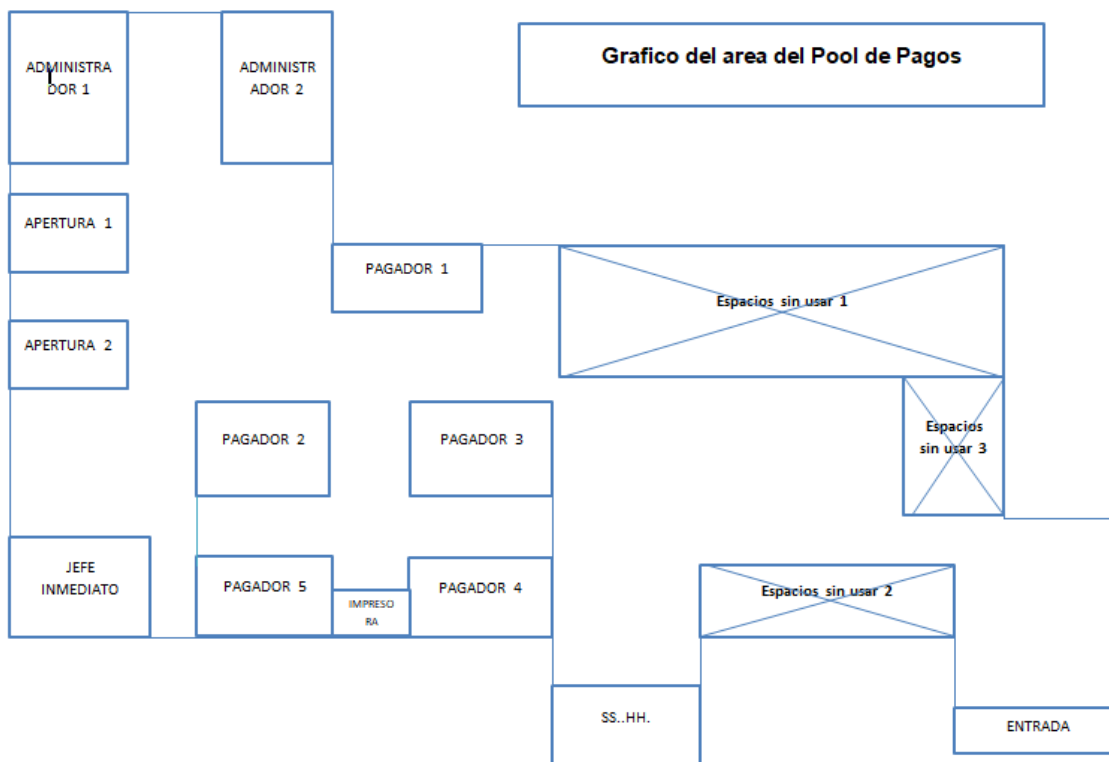 Grafico del area del Pool de Pagos
ADMINISTRA
DOR 1
ADMINISTR
ADOR 2
APERTURA 1
PAGADOR 1
Espacios sin usar 1
APERTURA 2
PAGADOR 2
PAGADOR 3
Espacios
sin usar 3
JEFE
INMEDIATO
PAGADOR 5
IMPRESO
RA
PAGADOR 4
Espacios sin usar 2
SS..HH.
ENTRADA